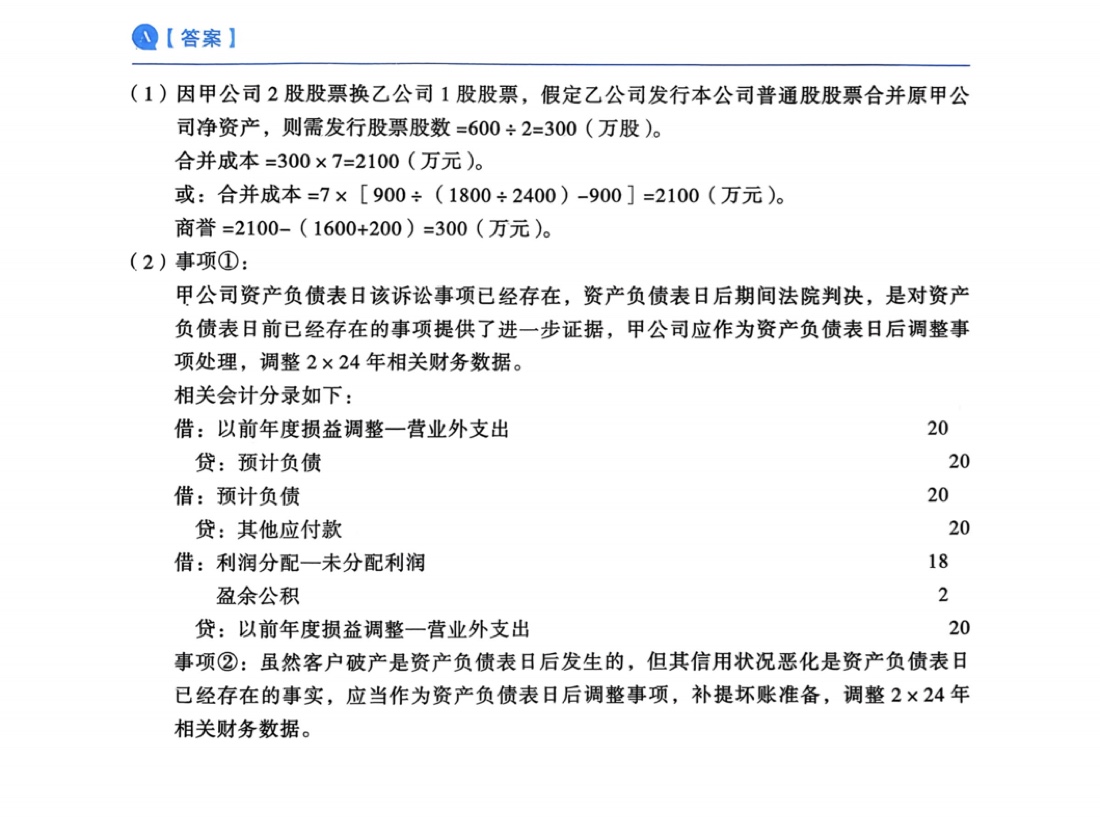 A【答案】
（1）因甲公司 2 股股票换乙公司 1 股股票，假定乙公司发行本公司普通股股票合并原甲公
司净资产，则需发行股票股数 =600÷2=300（万股）。
合并成本 =300×7=2100（万元）。
或：合并成本 =7×［900÷（1800÷2400）-900］=2100（万元）。
商誉 =2100-（1600+200）=300（万元）。
（2）事项①：
甲公司资产负债表日该诉讼事项已经存在，资产负债表日后期间法院判决，是对资产
负债表日前已经存在的事项提供了进一步证据，甲公司应作为资产负债表日后调整事
项处理，调整 2×24 年相关财务数据。
相关会计分录如下：
借：以前年度损益调整—营业外支出 20
贷：预计负债 20
借：预计负债 20
贷：其他应付款 20
借：利润分配—未分配利润 18
盈余公积 2
贷：以前年度损益调整—营业外支出 20
事项②：虽然客户破产是资产负债表日后发生的，但其信用状况恶化是资产负债表日
已经存在的事实，应当作为资产负债表日后调整事项，补提坏账准备，调整 2×24 年
相关财务数据。